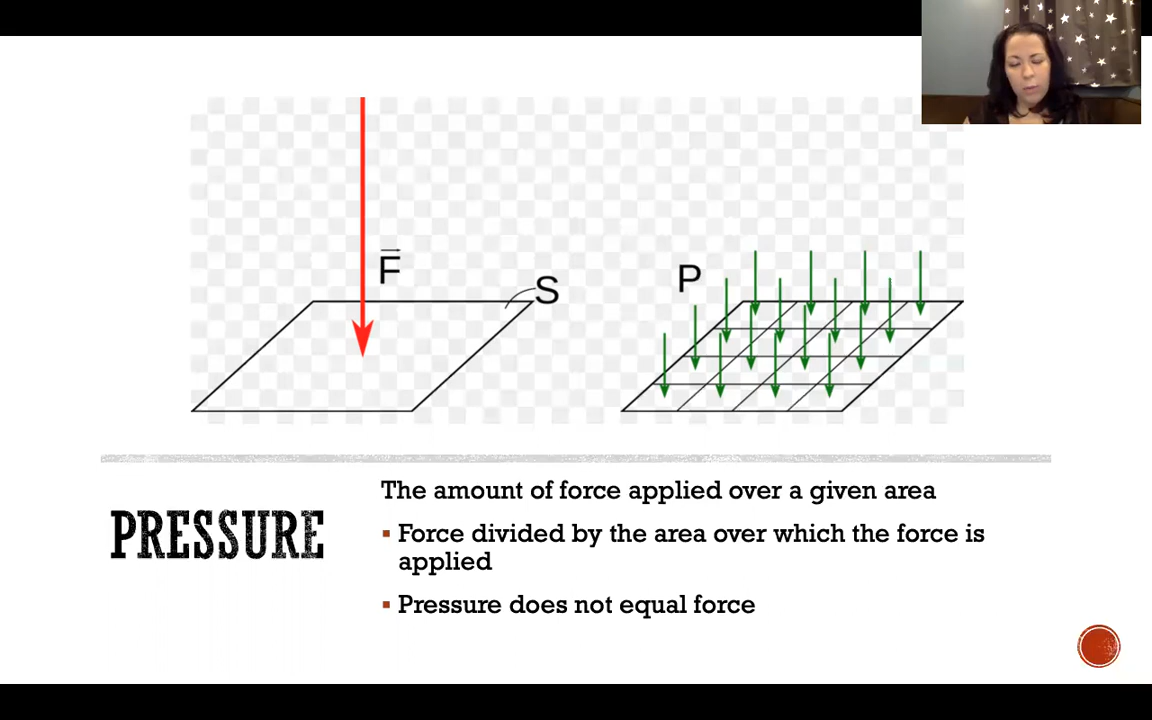 F
S
P
PRESSURE
The amount of force applied over a given area
Force divided by the area over which the force is
applied
Pressure does not equal force